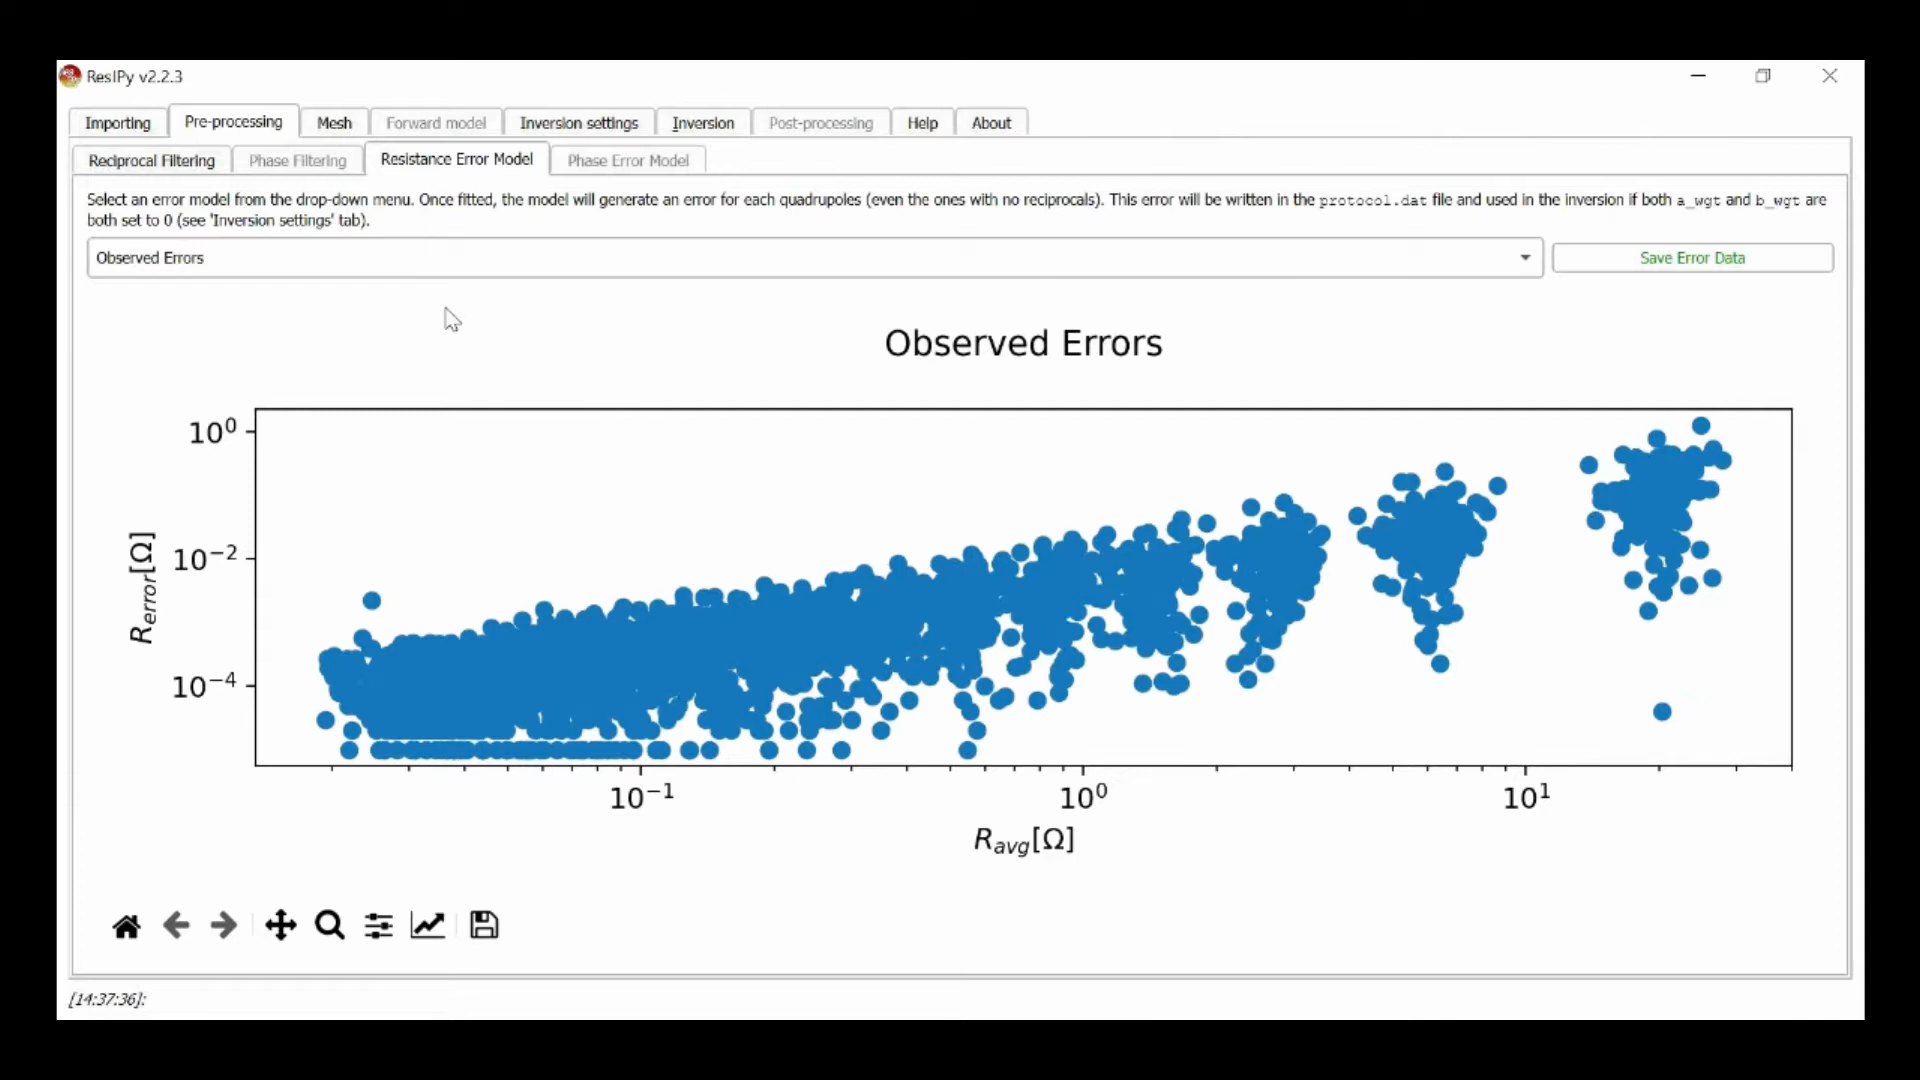 ResIPy v2.2.3
Importing Pre-processing Mesh Forward model Inversion settings Inversion Post-processing Help About
Reciprocal Filtering Phase Filtering Resistance Error Model Phase Error Model
Select an error model from the drop-down menu. Once fitted, the model will generate an error for each quadrupoles (even the ones with no reciprocals). This error will be written in the protocol.dat file and used in the inversion if both a_wgt and b_wgt are
both set to 0 (see 'Inversion settings' tab).
Observed Errors Save Error Data
Observed Errors
10⁰
10⁻²
10⁻⁴
R_error[Ω]
10⁻¹ 10⁰ 10¹
R_avg[Ω]
[14:37:36]: